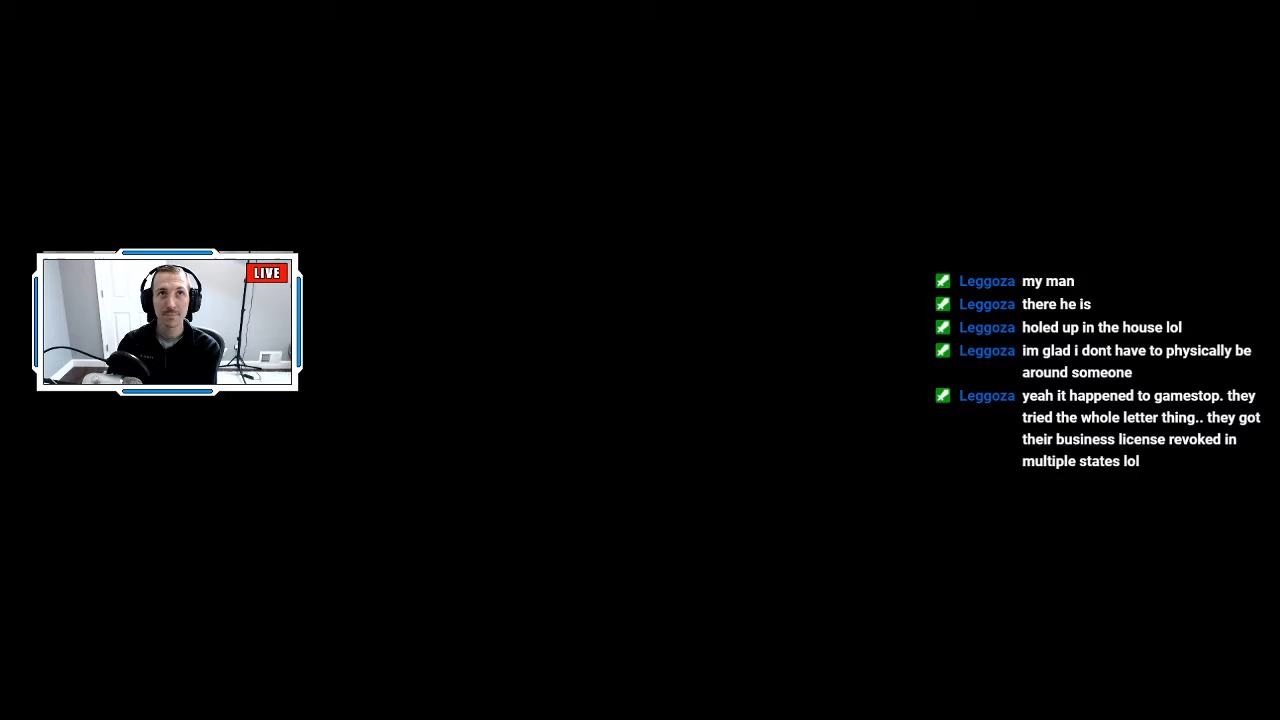 LIVE
Leggoza my man
Leggoza there he is
Leggoza holed up in the house lol
Leggoza im glad i dont have to physically be
around someone
Leggoza yeah it happened to gamestop. they
tried the whole letter thing.. they got
their business license revoked in
multiple states lol